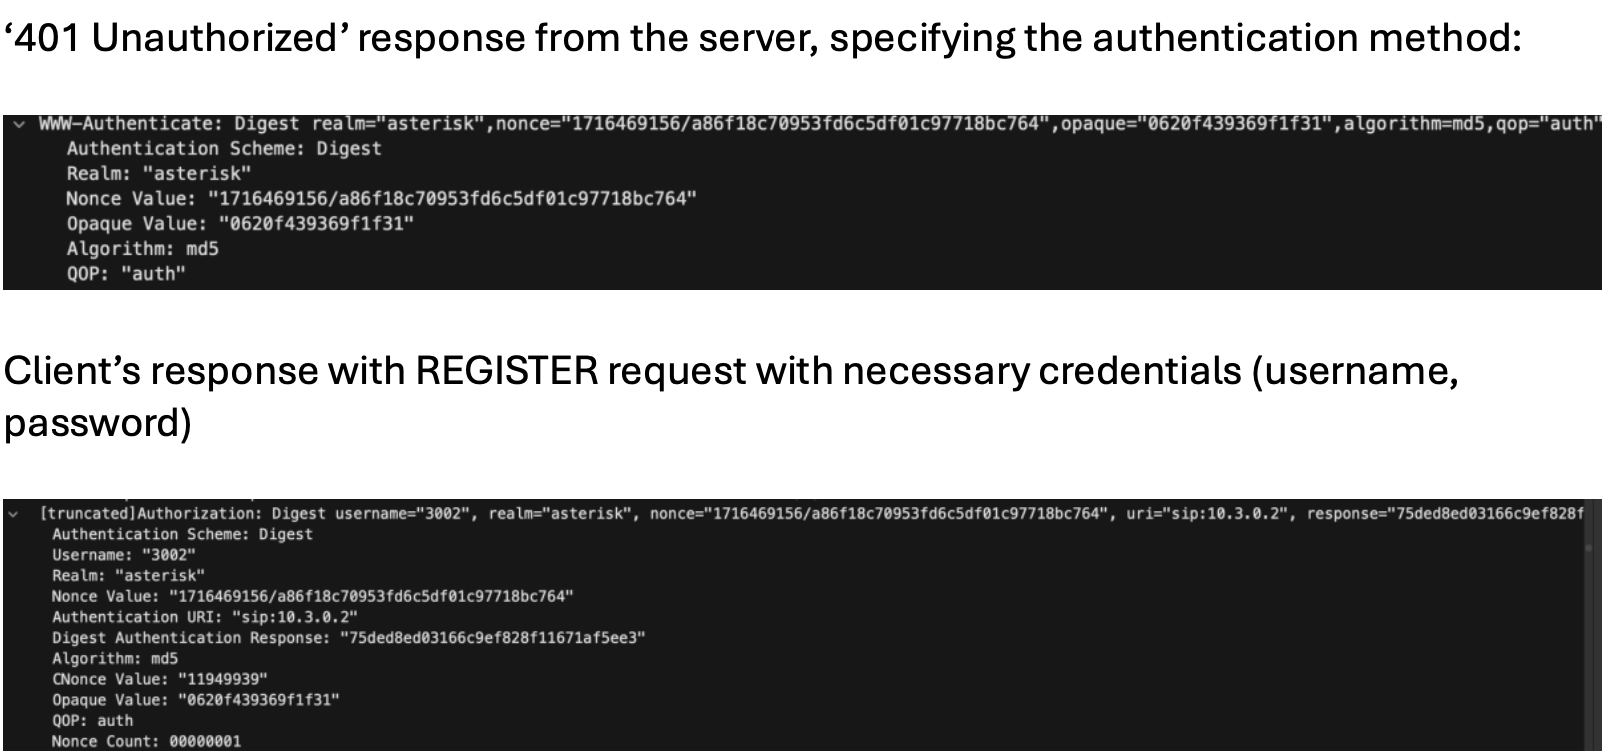 ‘401 Unauthorized’ response from the server, specifying the authentication method:
WWW-Authenticate: Digest realm="asterisk",nonce="1716469156/a86f18c70953fd6c5df01c97718bc764",opaque="0620f439369f1f31",algorithm=md5,qop="auth"
Authentication Scheme: Digest
Realm: "asterisk"
Nonce Value: "1716469156/a86f18c70953fd6c5df01c97718bc764"
Opaque Value: "0620f439369f1f31"
Algorithm: md5
QOP: "auth"
Client’s response with REGISTER request with necessary credentials (username,
password)
[truncated]Authorization: Digest username="3002", realm="asterisk", nonce="1716469156/a86f18c70953fd6c5df01c97718bc764", uri="sip:10.3.0.2", response="75ded8ed03166c9ef828f
Authentication Scheme: Digest
Username: "3002"
Realm: "asterisk"
Nonce Value: "1716469156/a86f18c70953fd6c5df01c97718bc764"
Authentication URI: "sip:10.3.0.2"
Digest Authentication Response: "75ded8ed03166c9ef828f11671af5ee3"
Algorithm: md5
CNonce Value: "11949939"
Opaque Value: "0620f439369f1f31"
QOP: auth
Nonce Count: 00000001